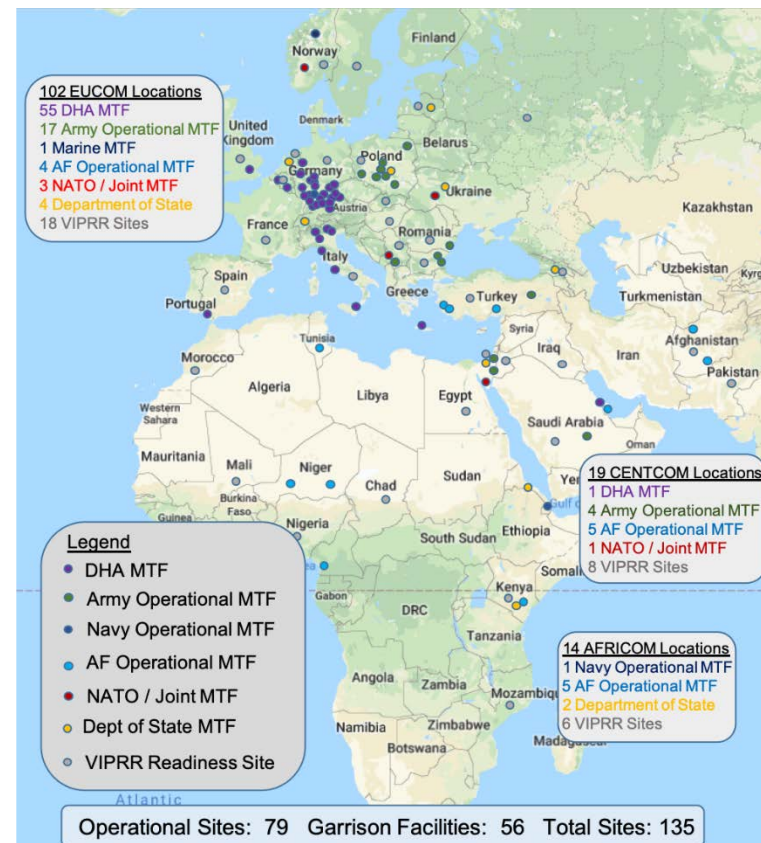 Norway
Finland
102 EUCOM Locations
55 DHA MTF
17 Army Operational MTF
1 Marine MTF
4 AF Operational MTF
3 NATO / Joint MTF
4 Department of State
18 VIPRR Sites
United
Kingdom
Denmark
Belarus
Poland
Germany
Ukraine
Austria
France
Romania
Kazakhstan
Italy
Spain
Portugal
Greece
Turkey
Uzbekistan
Kyrg
Turkmenistan
Tunisia
Syria
Afghanistan
Iraq
Iran
Morocco
Pakistan
Algeria
Libya
Egypt
Western
Sahara
Saudi Arabia
Oman
Mauritania
Mali
Niger
Sudan
Yem
Chad
Burkina
Faso
Gulf of
19 CENTCOM Locations
1 DHA MTF
4 Army Operational MTF
5 AF Operational MTF
1 NATO / Joint MTF
8 VIPRR Sites
Guinea
Nigeria
Ethiopia
South Sudan
Somali
Legend
DHA MTF
Army Operational MTF
Navy Operational MTF
AF Operational MTF
NATO / Joint MTF
Dept of State MTF
VIPRR Readiness Site
Gabon
Kenya
DRC
Tanzania
14 AFRICOM Locations
1 Navy Operational MTF
5 AF Operational MTF
2 Department of State
6 VIPRR Sites
Angola
Zambia
Mozambiqu
Zimbabwe
Namibia
Madagascar
Botswana
Atlantic
Operational Sites: 79 Garrison Facilities: 56 Total Sites: 135